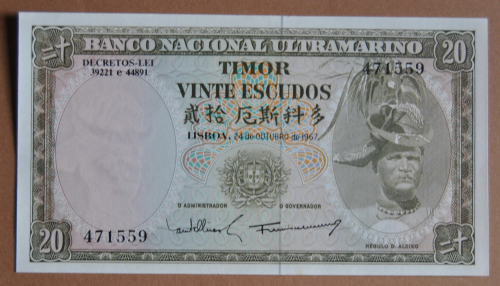 20 BANCO NACIONAL ULTRAMARINO 20
二十
DECRETOS-LEI
39221 e 44891
TIMOR
471559
VINTE ESCUDOS
貳拾 厄斯科多
LISBOA, 24 de OUTUBRO de 1967.
O ADMINISTRADOR O GOVERNADOR
20 471559
二十
RÉGULO D. ALEIXO